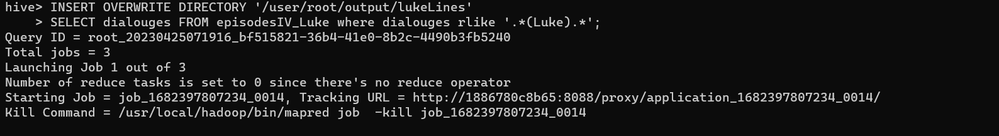 hive> INSERT OVERWRITE DIRECTORY '/user/root/output/lukeLines'
    > SELECT dialouges FROM episodesIV_Luke where dialouges rlike '.*(Luke).*';
Query ID = root_20230425071916_bf515821-36b4-41e0-8b2c-4490b3fb5240
Total jobs = 3
Launching Job 1 out of 3
Number of reduce tasks is set to 0 since there's no reduce operator
Starting Job = job_1682397807234_0014, Tracking URL = http://1886780c8b65:8088/proxy/application_1682397807234_0014/
Kill Command = /usr/local/hadoop/bin/mapred job  -kill job_1682397807234_0014